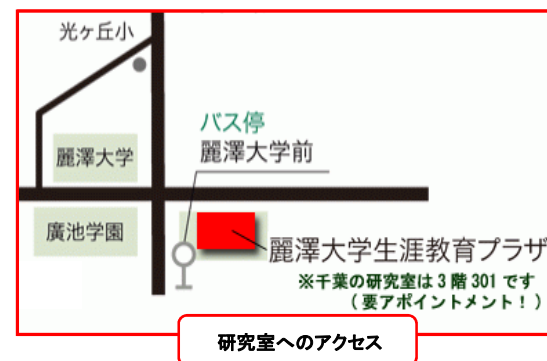 光ヶ丘小
バス停
麗澤大学前
麗澤大学
廣池学園
麗澤大学生涯教育プラザ
※千葉の研究室は3階301です
（要アポイントメント！）
研究室へのアクセス